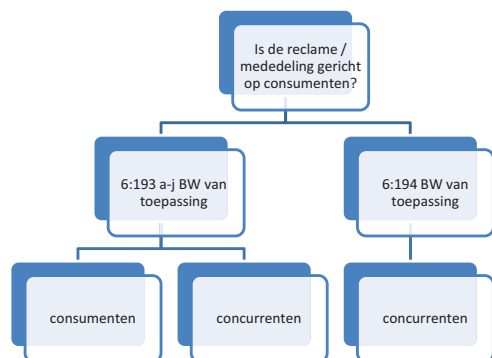 Is de reclame /
mededeling gericht
op consumenten?
6:193 a-j BW van
toepassing
6:194 BW van
toepassing
consumenten
concurrenten
concurrenten